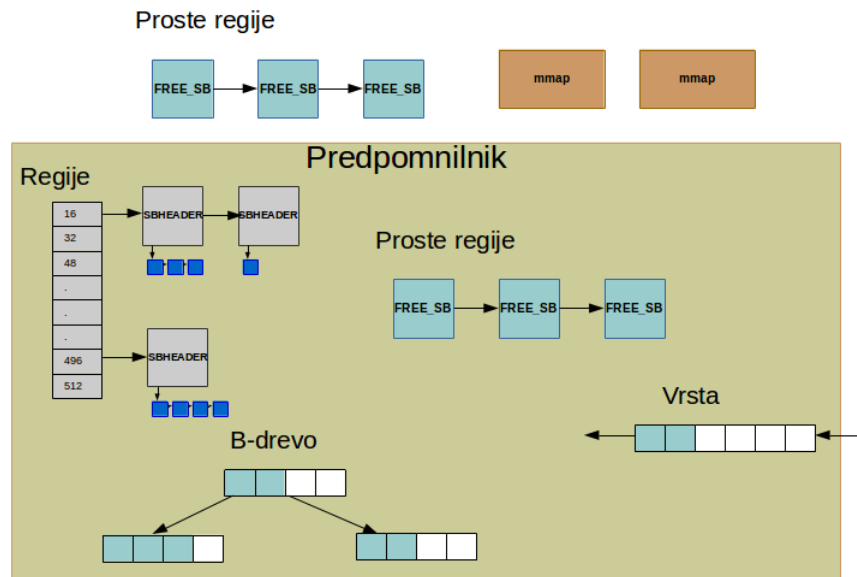 Proste regije
FREE_SB FREE_SB FREE_SB mmap mmap
Predpomnilnik
Regije
16
32
48
.
.
.
496
512
SBHEADER SBHEADER
SBHEADER
Proste regije
FREE_SB FREE_SB FREE_SB
Vrsta
B-drevo